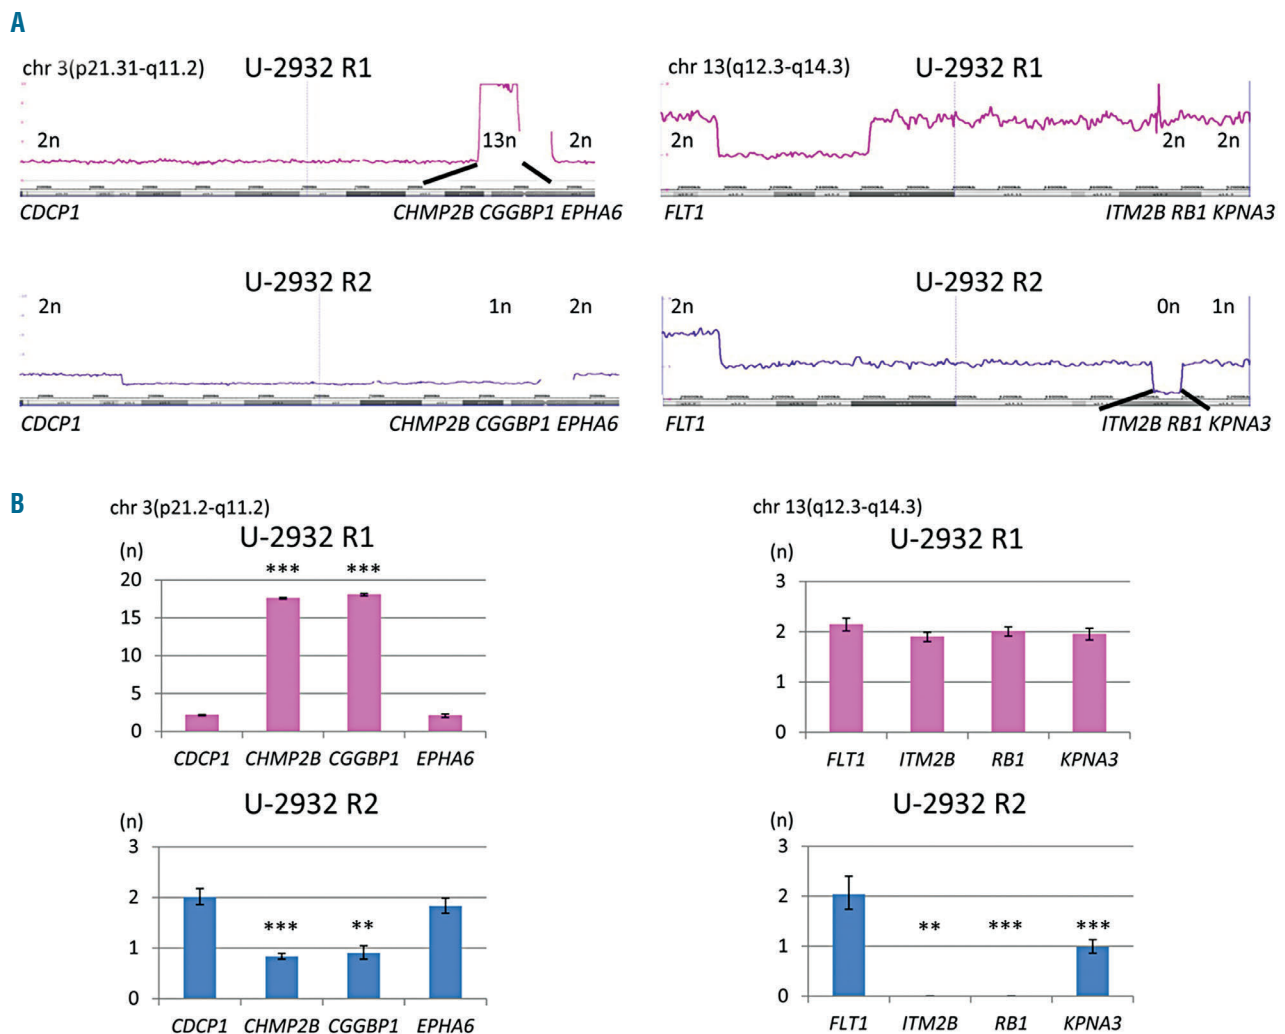 A
chr 3(p21.31-q11.2) U-2932 R1
2n 13n 2n
CDCP1 CHMP2B CGGBP1 EPHA6
chr 13(q12.3-q14.3) U-2932 R1
2n 2n 2n
FLT1 ITM2B RB1 KPNA3
U-2932 R2
2n 1n 2n
CDCP1 CHMP2B CGGBP1 EPHA6
U-2932 R2
2n 0n 1n
FLT1 ITM2B RB1 KPNA3
B
chr 3(p21.2-q11.2)
U-2932 R1
(n)
*** ***
20
15
10
5
0
CDCP1 CHMP2B CGGBP1 EPHA6
chr 13(q12.3-q14.3)
U-2932 R1
(n)
3
2
1
0
FLT1 ITM2B RB1 KPNA3
U-2932 R2
(n)
3
2
*** **
1
0
CDCP1 CHMP2B CGGBP1 EPHA6
U-2932 R2
(n)
3
2
** *** ***
1
0
FLT1 ITM2B RB1 KPNA3